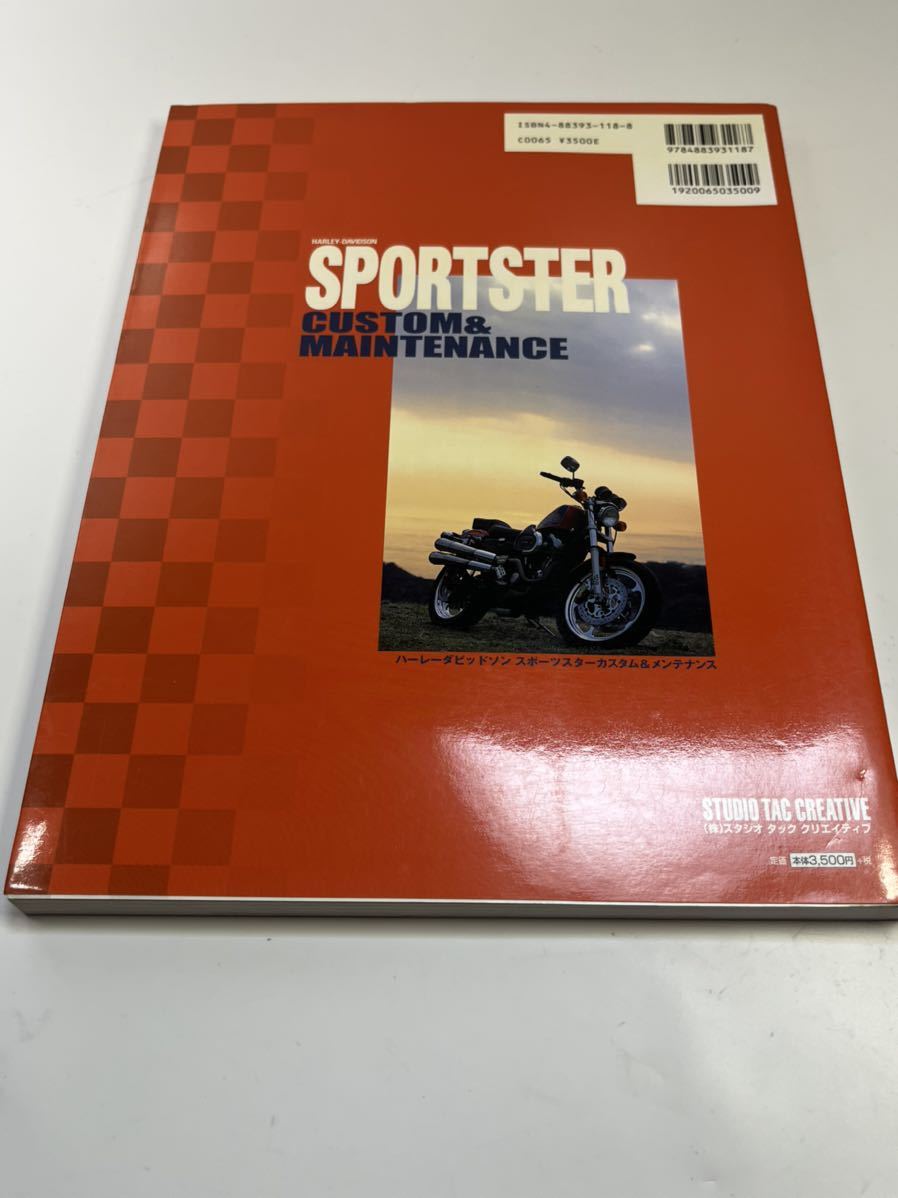 ISBN4-88393-118-8
C0065 ¥3500E
9784883931187
1920065035009
HARLEY-DAVIDSON
SPORTSTER
CUSTOM&
MAINTENANCE
ハーレーダビッドソン スポーツスターカスタム&メンテナンス
STUDIO TAC CREATIVE
(株)スタジオ タック クリエイティブ
定価 本体3,500円 +税